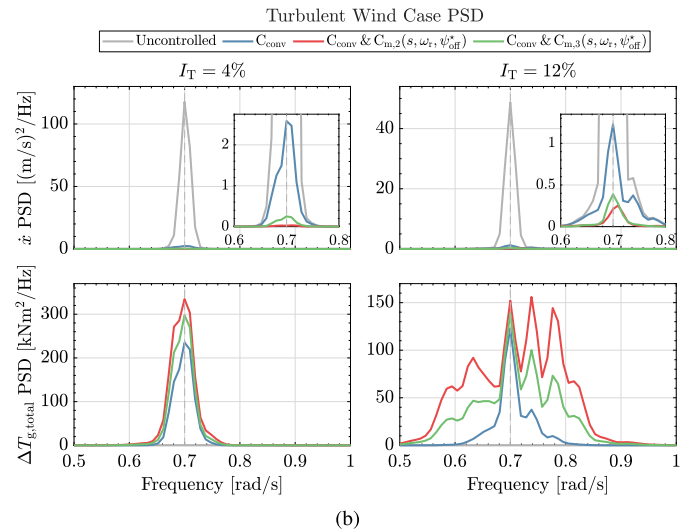 Turbulent Wind Case PSD
Uncontrolled C_conv C_conv & C_m,2(s, ω_r, ψ*_off) C_conv & C_m,3(s, ω_r, ψ*_off)
I_T = 4% I_T = 12%
ẋ PSD [(m/s)²/Hz]
100
50
0
2
1
0
0.6 0.7 0.8
40
20
0
1
0.5
0
0.6 0.7 0.8
ΔT_g,total PSD [kNm²/Hz]
300
200
100
0
0.5 0.6 0.7 0.8 0.9 1
Frequency [rad/s]
150
100
50
0
0.5 0.6 0.7 0.8 0.9 1
Frequency [rad/s]
(b)